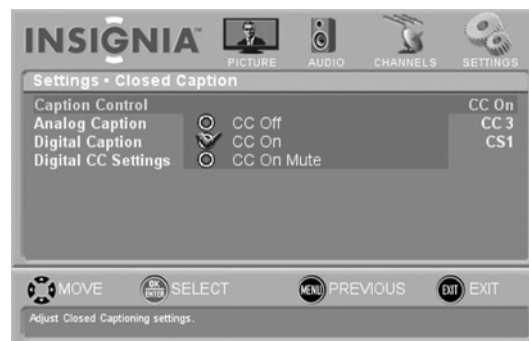 INSIGNIA™
PICTURE AUDIO CHANNELS SETTINGS
Settings • Closed Caption
Caption Control CC On
Analog Caption CC Off CC 3
Digital Caption CC On CS1
Digital CC Settings CC On Mute
MOVE OK ENTER SELECT MENU PREVIOUS EXIT EXIT
Adjust Closed Captioning settings.